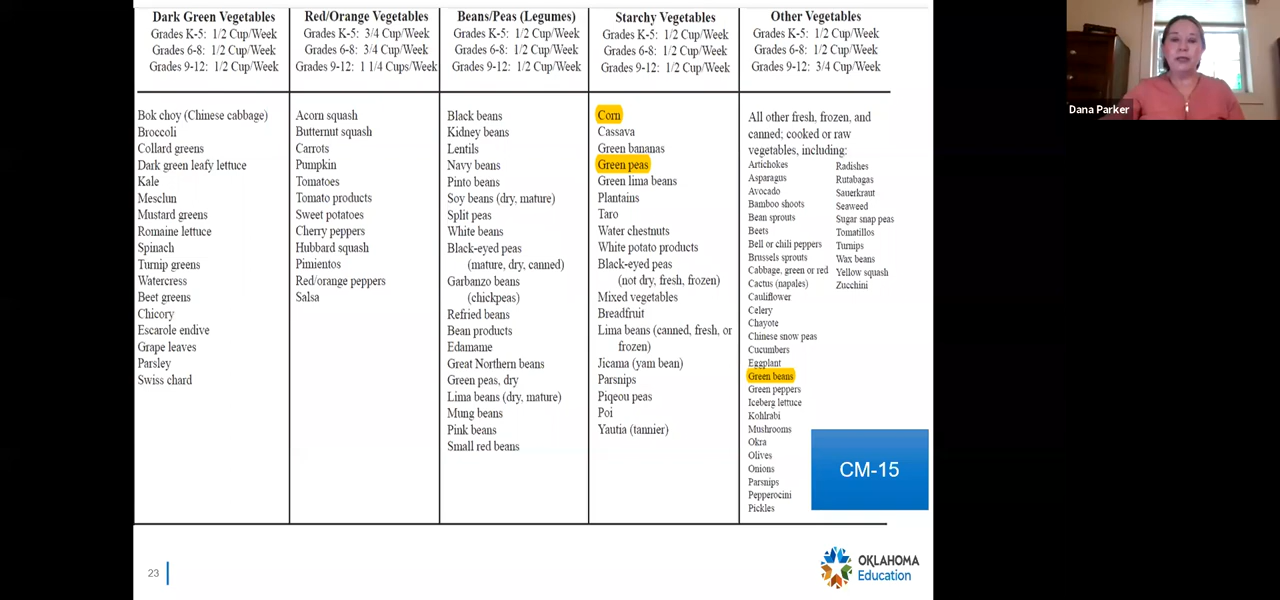 Dark Green Vegetables
Grades K-5: 1/2 Cup/Week
Grades 6-8: 1/2 Cup/Week
Grades 9-12: 1/2 Cup/Week
Bok choy (Chinese cabbage)
Broccoli
Collard greens
Dark green leafy lettuce
Kale
Mesclun
Mustard greens
Romaine lettuce
Spinach
Turnip greens
Watercress
Beet greens
Chicory
Escarole endive
Grape leaves
Parsley
Swiss chard
Red/Orange Vegetables
Grades K-5: 3/4 Cup/Week
Grades 6-8: 3/4 Cup/Week
Grades 9-12: 1 1/4 Cups/Week
Acorn squash
Butternut squash
Carrots
Pumpkin
Tomatoes
Tomato products
Sweet potatoes
Cherry peppers
Hubbard squash
Pimientos
Red/orange peppers
Salsa
Beans/Peas (Legumes)
Grades K-5: 1/2 Cup/Week
Grades 6-8: 1/2 Cup/Week
Grades 9-12: 1/2 Cup/Week
Black beans
Kidney beans
Lentils
Navy beans
Pinto beans
Soy beans (dry, mature)
Split peas
White beans
Black-eyed peas
(mature, dry, canned)
Garbanzo beans
(chickpeas)
Refried beans
Bean products
Edamame
Great Northern beans
Green peas, dry
Lima beans (dry, mature)
Mung beans
Pink beans
Small red beans
Starchy Vegetables
Grades K-5: 1/2 Cup/Week
Grades 6-8: 1/2 Cup/Week
Grades 9-12: 1/2 Cup/Week
Corn
Cassava
Green bananas
Green peas
Green lima beans
Plantains
Taro
Water chestnuts
White potato products
Black-eyed peas
(not dry, fresh, frozen)
Mixed vegetables
Breadfruit
Lima beans (canned, fresh, or
frozen)
Jicama (yam bean)
Parsnips
Piqeou peas
Poi
Yautia (tannier)
Other Vegetables
Grades K-5: 1/2 Cup/Week
Grades 6-8: 1/2 Cup/Week
Grades 9-12: 3/4 Cup/Week
All other fresh, frozen, and
canned; cooked or raw
vegetables, including:
Artichokes
Asparagus
Avocado
Bamboo shoots
Bean sprouts
Beets
Bell or chili peppers
Brussels sprouts
Cabbage, green or red
Cactus (napales)
Cauliflower
Celery
Chayote
Chinese snow peas
Cucumbers
Eggplant
Green beans
Green peppers
Iceberg lettuce
Kohlrabi
Mushrooms
Okra
Olives
Onions
Parsnips
Pepperocini
Pickles
Radishes
Rutabagas
Sauerkraut
Seaweed
Sugar snap peas
Tomatillos
Turnips
Wax beans
Yellow squash
Zucchini
CM-15
23
OKLAHOMA
Education
Dana Parker